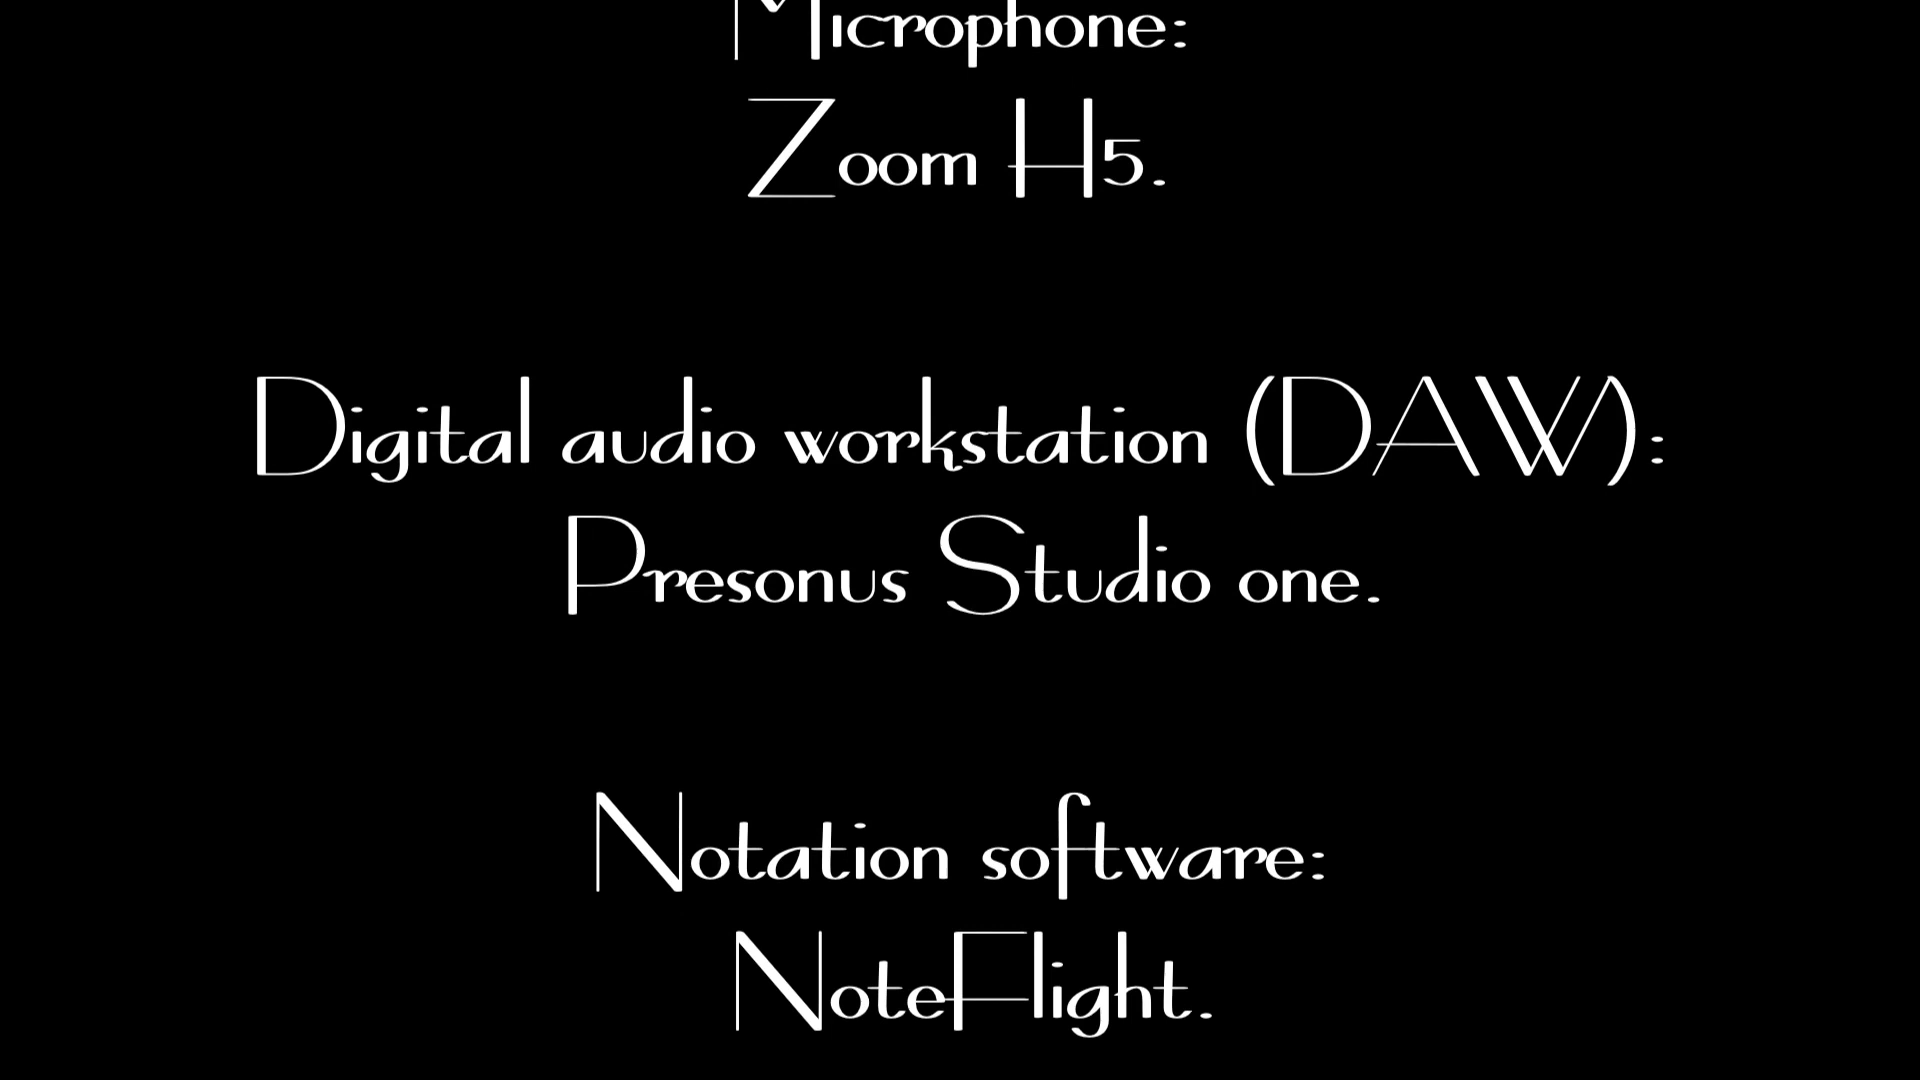 Microphone:
Zoom H5.
Digital audio workstation (DAW):
Presonus Studio one.
Notation software:
NoteFlight.